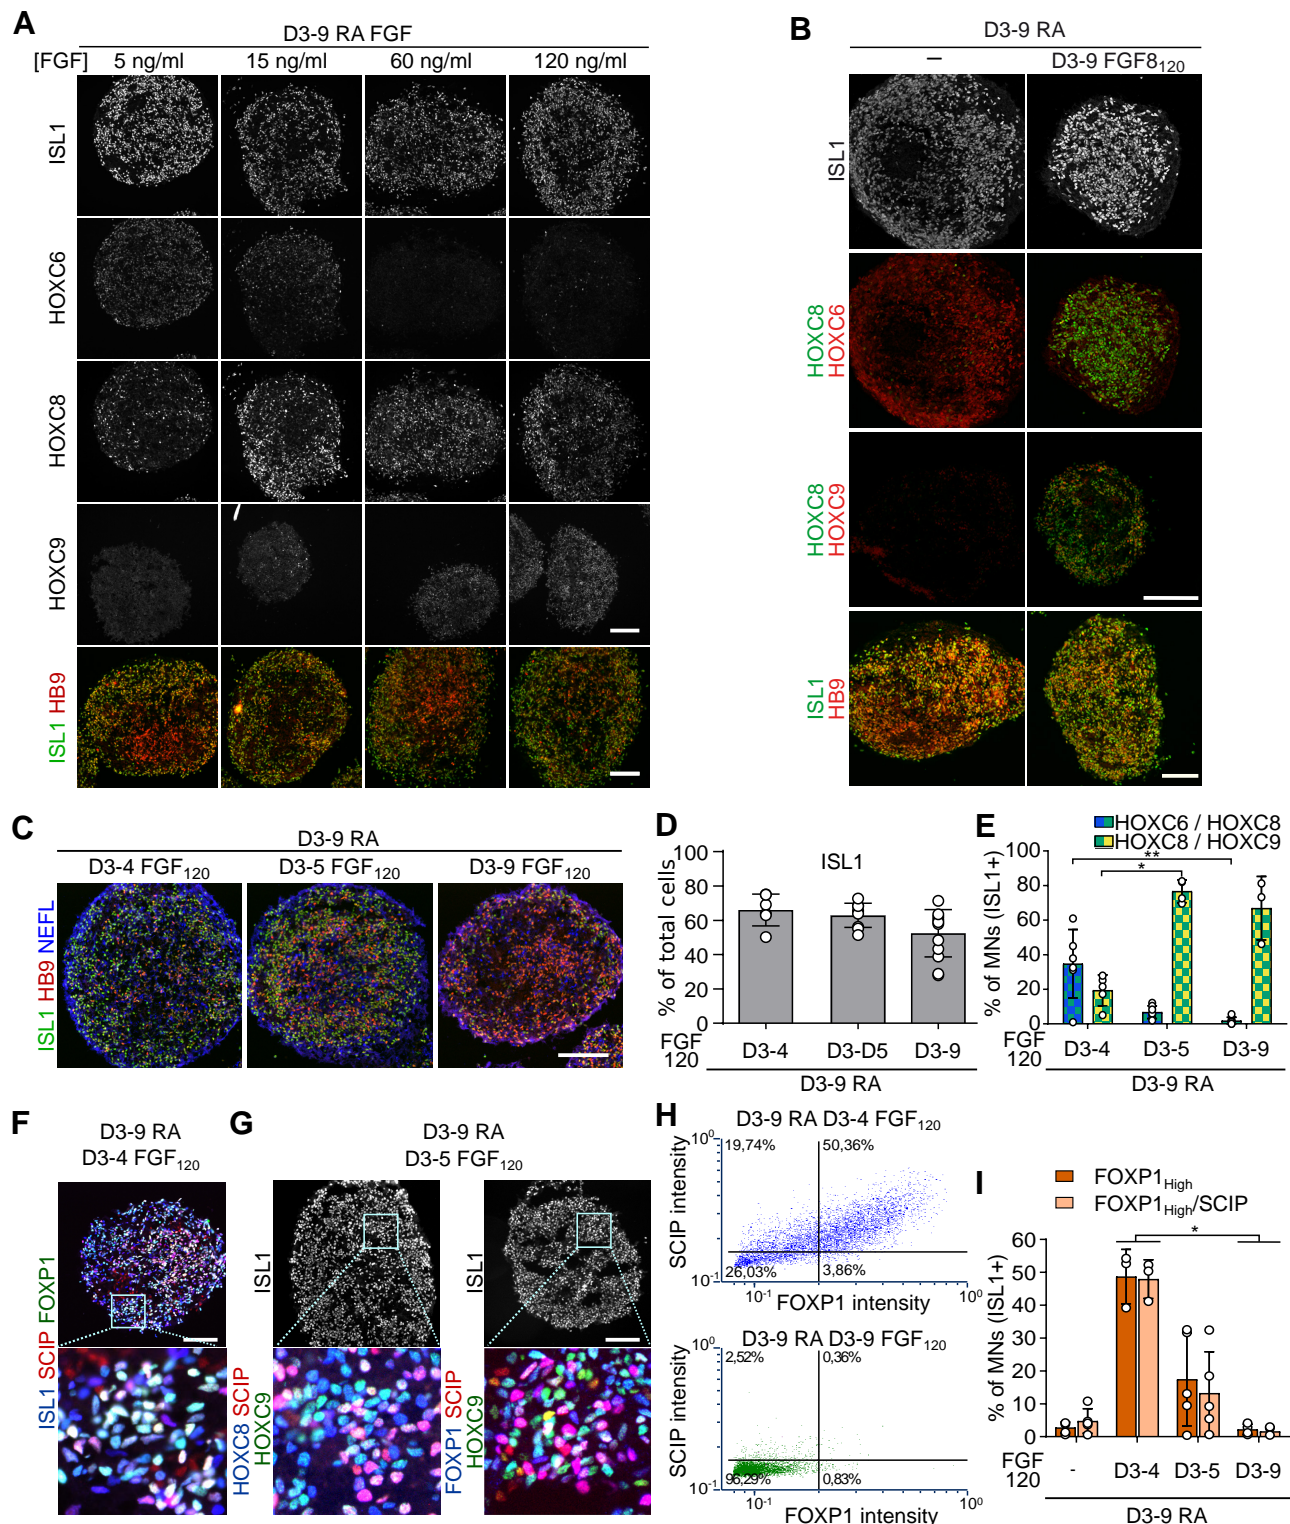 A
D3-9 RA FGF
[FGF] 5 ng/ml 15 ng/ml 60 ng/ml 120 ng/ml
ISL1
HOXC6
HOXC8
HOXC9
ISL1 HB9
B
D3-9 RA
– D3-9 FGF8120
ISL1
HOXC8
HOXC6
HOXC8
HOXC9
ISL1
HB9
C
D3-9 RA
D3-4 FGF120 D3-5 FGF120 D3-9 FGF120
ISL1 HB9 NEFL
D
ISL1
% of total cells
100
80
60
40
20
0
FGF
120
D3-4 D3-D5 D3-9
D3-9 RA
E
HOXC6 / HOXC8
HOXC8 / HOXC9
**
*
% of MNs (ISL1+)
100
80
60
40
20
0
FGF
120
D3-4 D3-5 D3-9
D3-9 RA
F
D3-9 RA
D3-4 FGF120
ISL1 SCIP FOXP1
G
D3-9 RA
D3-5 FGF120
ISL1
HOXC8 SCIP
HOXC9
ISL1
FOXP1 SCIP
HOXC9
H
D3-9 RA D3-4 FGF120
SCIP intensity
100
19,74% 50,36%
26,03% 3,86%
10-1
10-1 100
FOXP1 intensity
D3-9 RA D3-9 FGF120
SCIP intensity
100
2,52% 0,36%
96,29% 0,83%
10-1
10-1 100
FOXP1 intensity
I
FOXP1High
FOXP1High/SCIP
*
% of MNs (ISL1+)
60
50
40
30
20
10
0
FGF
120
- D3-4 D3-5 D3-9
D3-9 RA